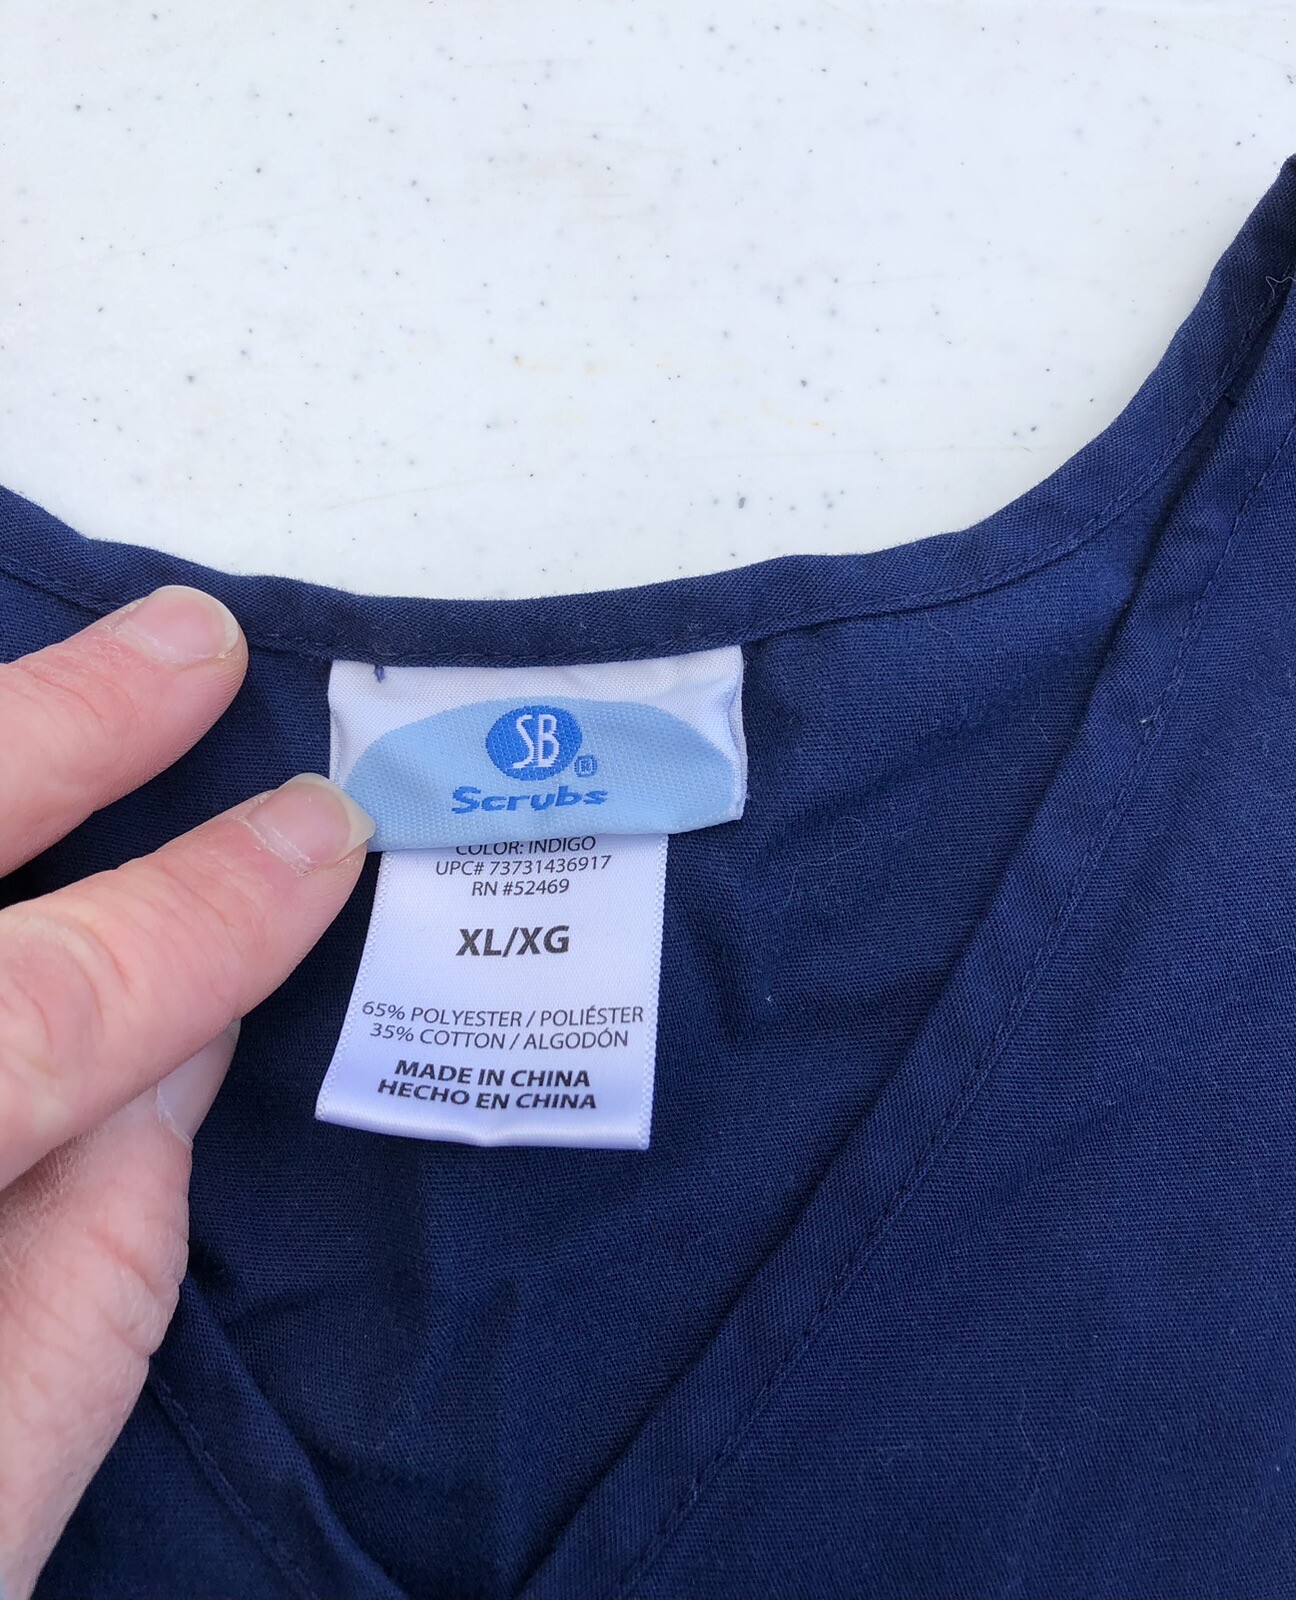 SB®
Scrubs
COLOR: INDIGO
UPC# 73731436917
RN #52469
XL/XG
65% POLYESTER / POLIÉSTER
35% COTTON / ALGODÓN
MADE IN CHINA
HECHO EN CHINA